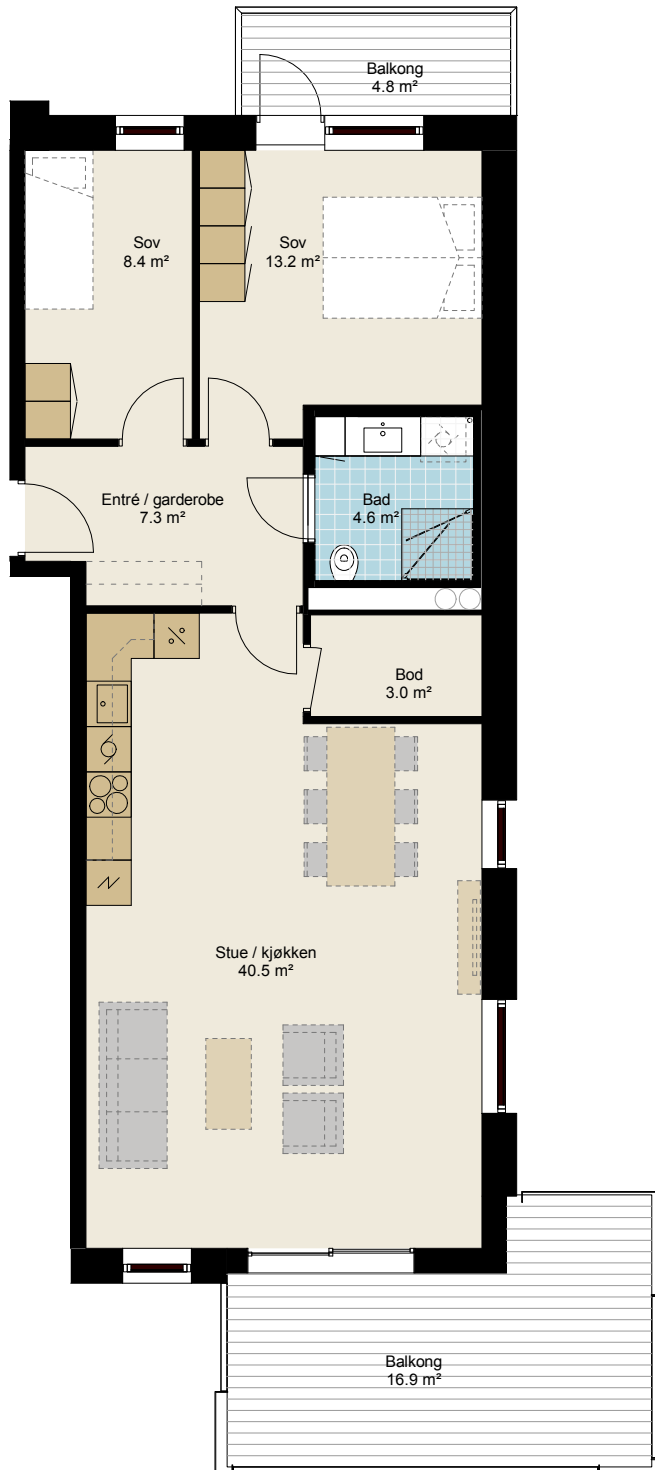 Balkong
4.8 m²
Sov
8.4 m²
Sov
13.2 m²
Entré / garderobe
7.3 m²
Bad
4.6 m²
Bod
3.0 m²
Stue / kjøkken
40.5 m²
Balkong
16.9 m²